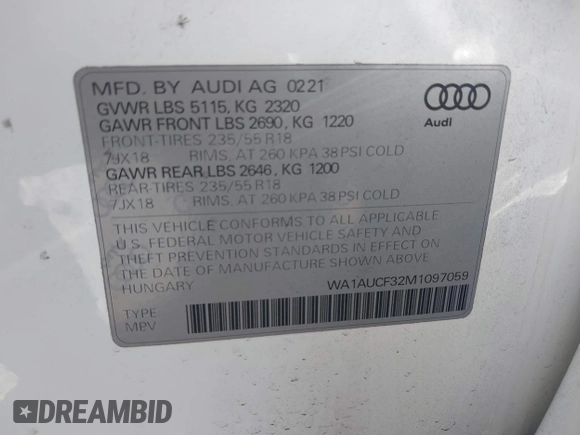 MFD. BY AUDI AG 0221
GVWR LBS 5115, KG 2320
GAWR FRONT LBS 2690, KG 1220
FRONT-TIRES 235/55 R18
7JX18 RIMS, AT 260 KPA 38 PSI COLD
GAWR REAR LBS 2646, KG 1200
REAR-TIRES 235/55 R18
7JX18 RIMS, AT 260 KPA 38 PSI COLD
Audi
THIS VEHICLE CONFORMS TO ALL APPLICABLE
U.S. FEDERAL MOTOR VEHICLE SAFETY AND
THEFT PREVENTION STANDARDS IN EFFECT ON
THE DATE OF MANUFACTURE SHOWN ABOVE.
HUNGARY WA1AUCF32M1097059
TYPE
MPV
DREAMBID